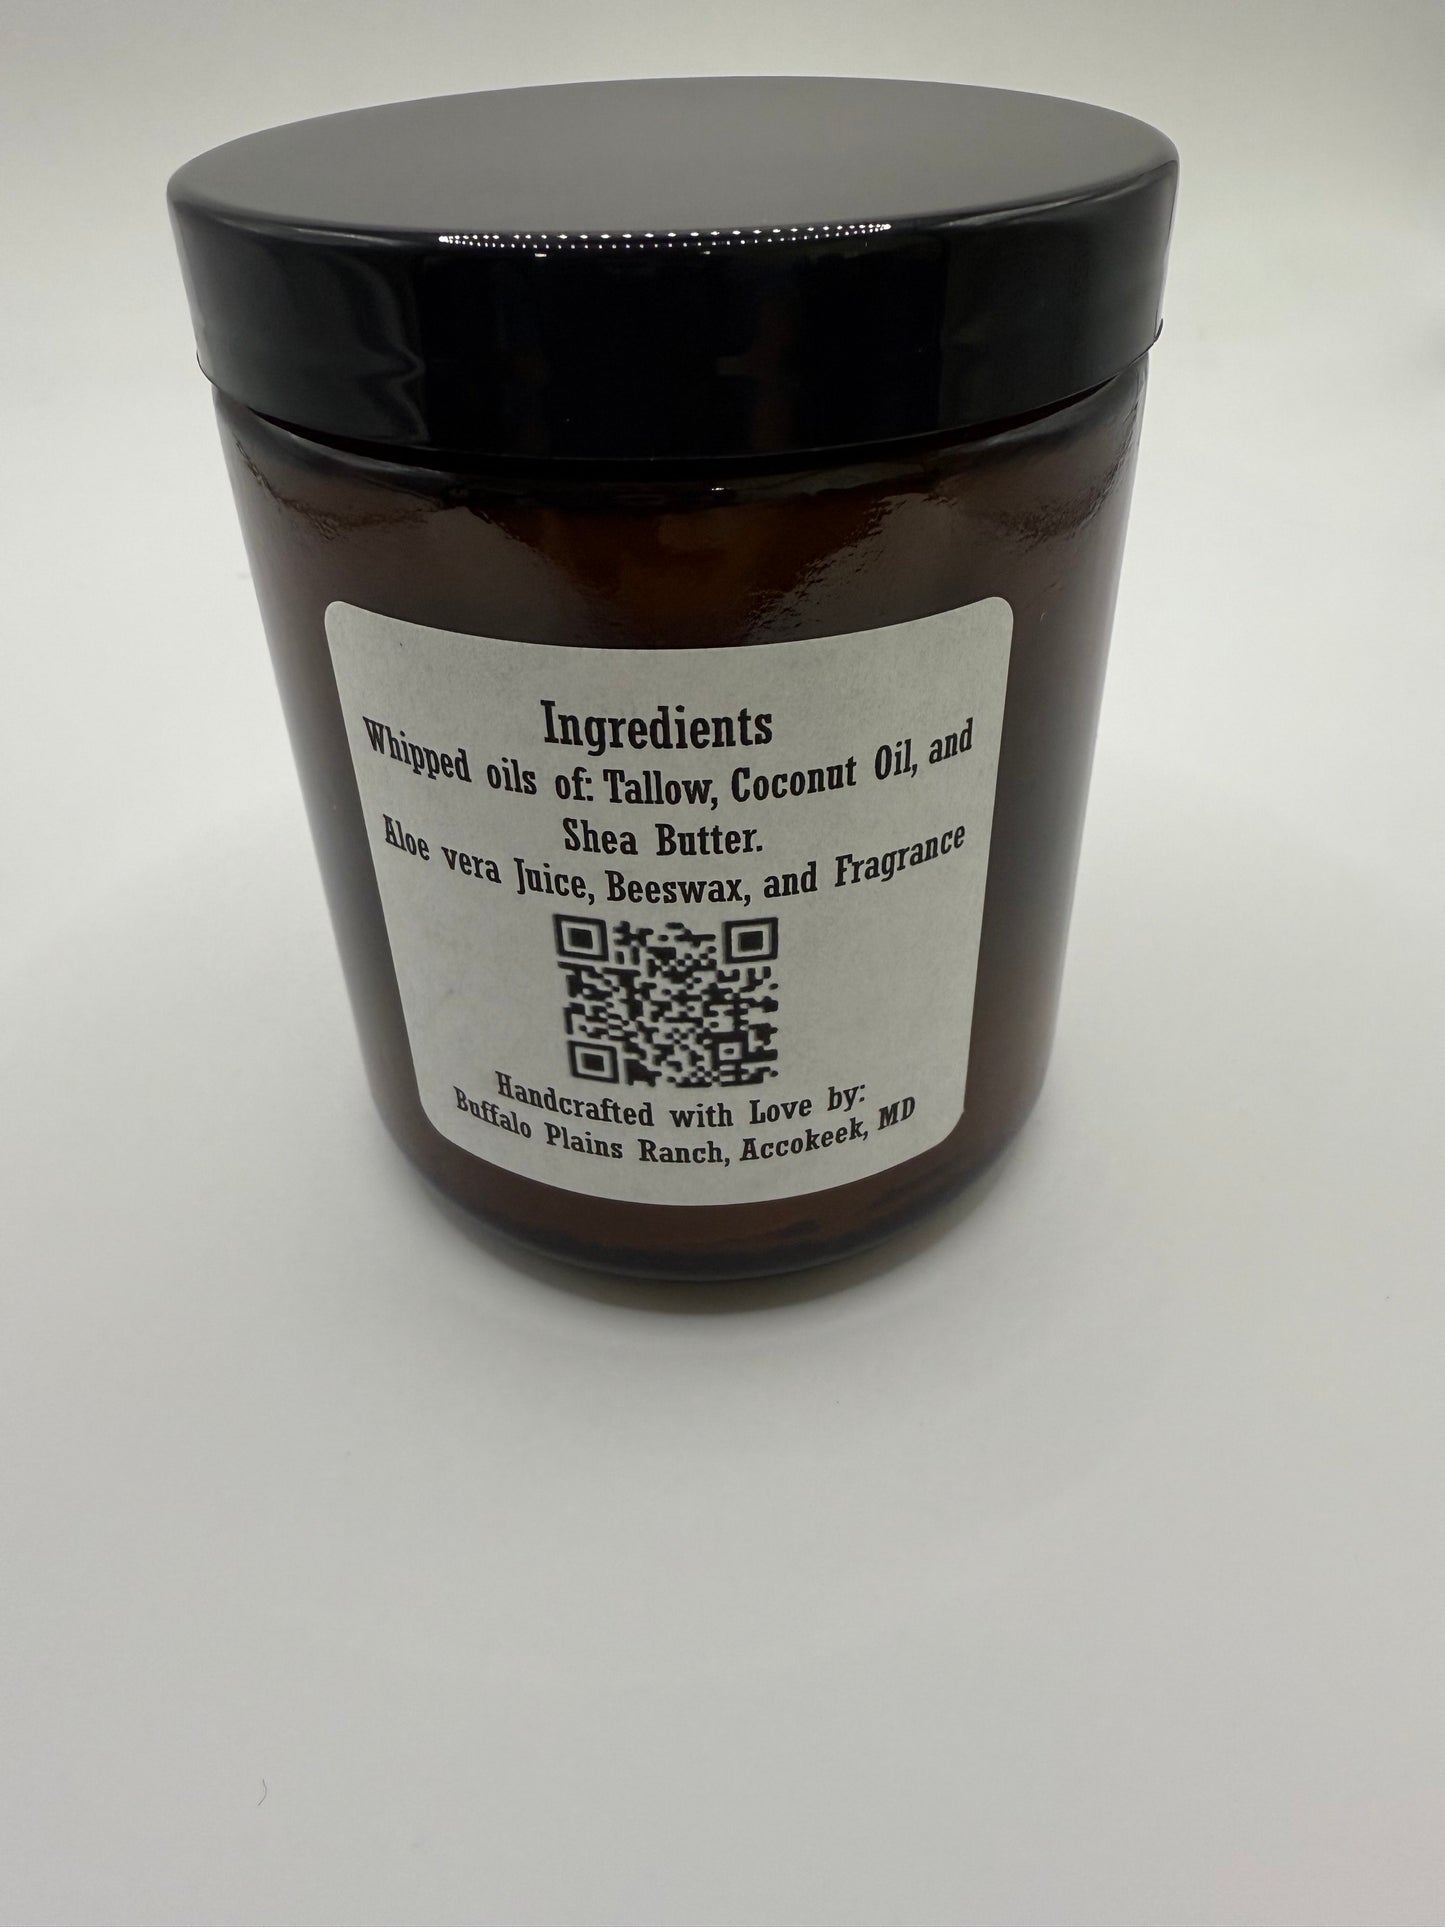 Ingredients
Whipped oils of: Tallow, Coconut Oil, and
Shea Butter.
Aloe vera Juice, Beeswax, and Fragrance
Handcrafted with Love by:
Buffalo Plains Ranch, Accokeek, MD